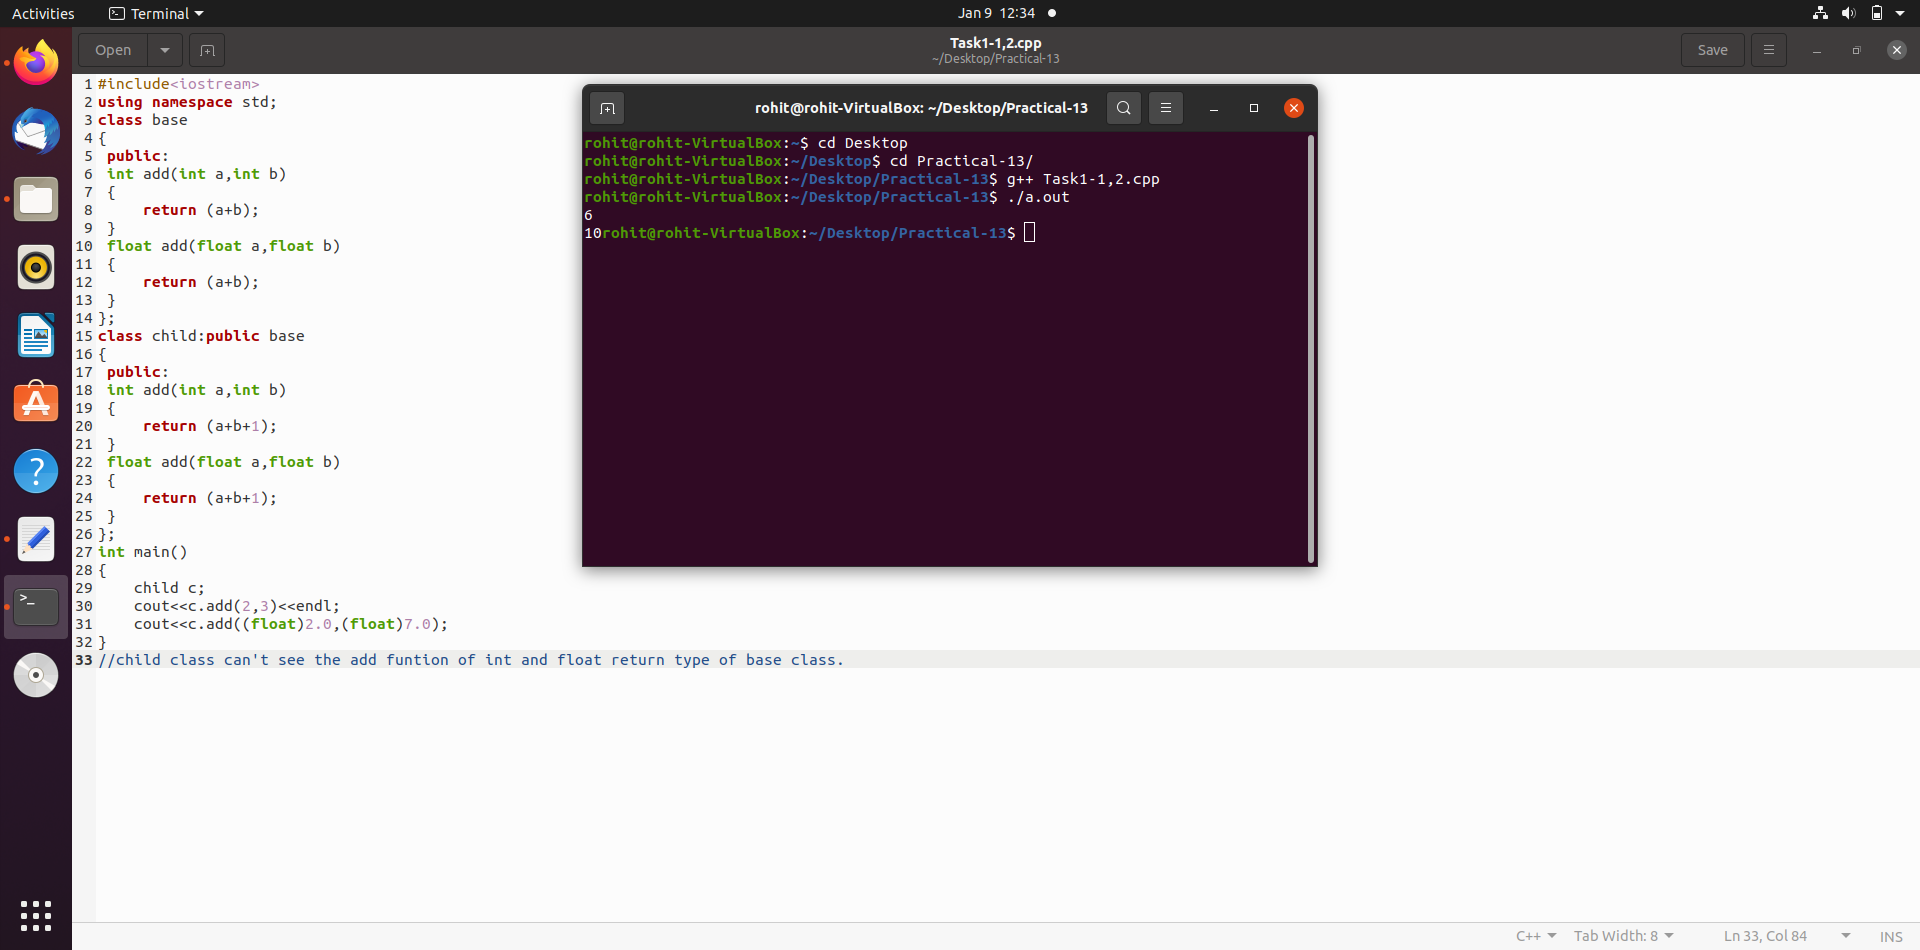 Activities Terminal Jan 9 12:34
Open Task1-1,2.cpp Save
~/Desktop/Practical-13
1 #include<iostream>
2 using namespace std;
3 class base
4 {
5 public:
6 int add(int a,int b)
7 {
8 return (a+b);
9 }
10 float add(float a,float b)
11 {
12 return (a+b);
13 }
14 };
15 class child:public base
16 {
17 public:
18 int add(int a,int b)
19 {
20 return (a+b+1);
21 }
22 float add(float a,float b)
23 {
24 return (a+b+1);
25 }
26 };
27 int main()
28 {
29 child c;
30 cout<<c.add(2,3)<<endl;
31 cout<<c.add((float)2.0,(float)7.0);
32 }
33 //child class can't see the add funtion of int and float return type of base class.
rohit@rohit-VirtualBox: ~/Desktop/Practical-13
rohit@rohit-VirtualBox:~$ cd Desktop
rohit@rohit-VirtualBox:~/Desktop$ cd Practical-13/
rohit@rohit-VirtualBox:~/Desktop/Practical-13$ g++ Task1-1,2.cpp
rohit@rohit-VirtualBox:~/Desktop/Practical-13$ ./a.out
6
10rohit@rohit-VirtualBox:~/Desktop/Practical-13$
C++ Tab Width: 8 Ln 33, Col 84 INS